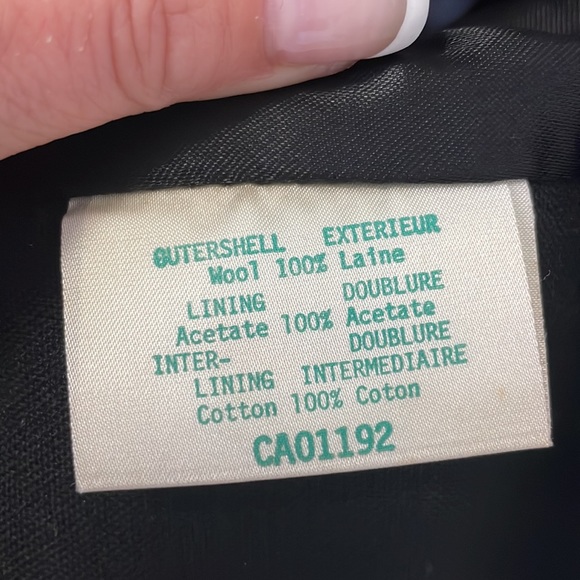 OUTERSHELL EXTERIEUR
Wool 100% Laine
LINING DOUBLURE
Acetate 100% Acetate
INTER- DOUBLURE
LINING INTERMEDIAIRE
Cotton 100% Coton
CA01192